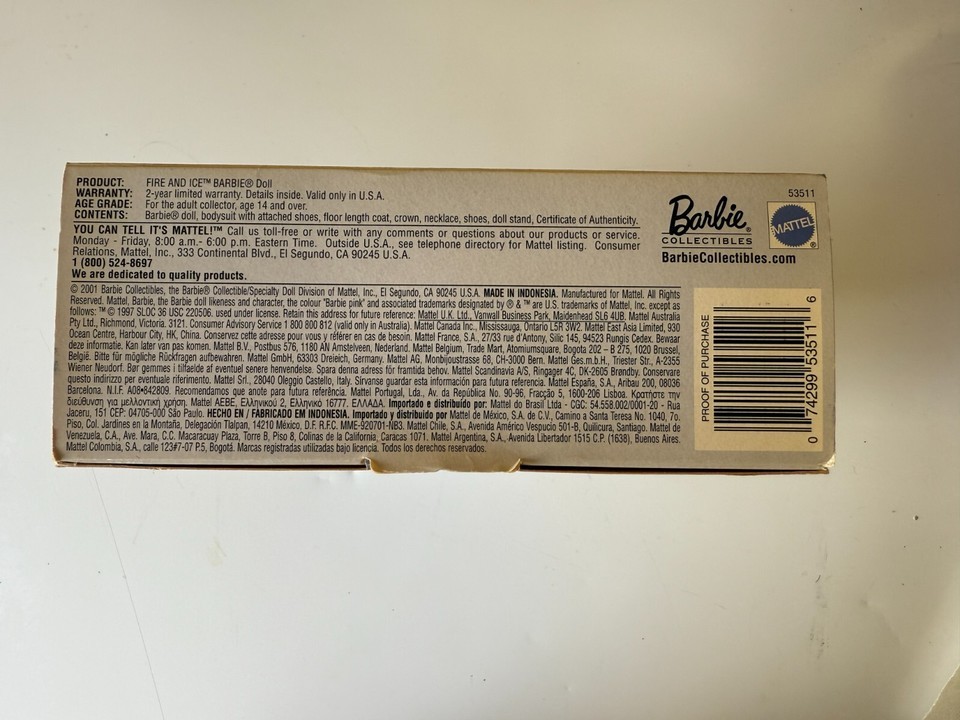 PRODUCT: FIRE AND ICE™ BARBIE® Doll
WARRANTY: 2-year limited warranty. Details inside. Valid only in U.S.A.
AGE GRADE: For the adult collector, age 14 and over.
CONTENTS: Barbie® doll, bodysuit with attached shoes, floor length coat, crown, necklace, shoes, doll stand, Certificate of Authenticity.
YOU CAN TELL IT'S MATTEL!™ Call us toll-free or write with any comments or questions about our products or service.
Monday - Friday, 8:00 a.m.- 6:00 p.m. Eastern Time. Outside U.S.A., see telephone directory for Mattel listing. Consumer
Relations, Mattel, Inc., 333 Continental Blvd., El Segundo, CA 90245 U.S.A.
1 (800) 524-8697
We are dedicated to quality products.
© 2001 Barbie Collectibles, the Barbie® Collectible/Specialty Doll Division of Mattel, Inc., El Segundo, CA 90245 U.S.A. MADE IN INDONESIA. Manufactured for Mattel. All Rights
Reserved. Mattel, Barbie, the Barbie doll likeness and character, the colour "Barbie pink" and associated trademarks designated by ® & ™ are U.S. trademarks of Mattel, Inc. except as
follows: ™ © 1997 SLOC 36 USC 220506. used under license. Retain this address for future reference: Mattel U.K. Ltd., Vanwall Business Park, Maidenhead SL6 4UB. Mattel Australia
Pty Ltd., Richmond, Victoria. 3121. Consumer Advisory Service 1 800 800 812 (valid only in Australia). Mattel Canada Inc., Mississauga, Ontario L5R 3W2. Mattel East Asia Limited, 930
Ocean Centre, Harbour City, HK, China. Conservez cette adresse pour vous y référer en cas de besoin. Mattel France, S.A., 27/33 rue d'Antony, Silic 145, 94523 Rungis Cedex. Bewaar
deze informatie. Kan later van pas komen. Mattel B.V., Postbus 576, 1180 AN Amstelveen, Nederland. Mattel Belgium, Trade Mart, Atomiumsquare, Bogota 202 – B 275, 1020 Brussel,
België. Bitte für mögliche Rückfragen aufbewahren. Mattel GmbH, 63303 Dreieich, Germany. Mattel AG, Monbijoustrasse 68, CH-3000 Bern. Mattel Ges.m.b.H., Triester Str., A-2355
Wiener Neudorf. Bør gemmes i tilfælde af eventuel senere henvendelse. Spara denna adress för framtida behov. Mattel Scandinavia A/S, Ringager 4C, DK-2605 Brøndby. Conservare
questo indirizzo per eventuale riferimento. Mattel Srl., 28040 Oleggio Castello, Italy. Sírvanse guardar esta información para futura referencia. Mattel España, S.A., Aribau 200, 08036
Barcelona. N.I.F. A08•842809. Recomendamos que anote para futura referência. Mattel Portugal, Ltd., Av. da República No. 90-96, Fracção 5, 1600-206 Lisboa. Κρατήστε την
διεύθυνση για μελλοντική χρήση. Mattel AEBE, Ελληνικού 2, Ελληνικό 16777. ΕΛΛΑΔΑ. Importado e distribuído por: Mattel do Brasil Ltda - CGC: 54.558.002/0001-20 - Rua
Jaceru, 151 CEP: 04705-000 São Paulo. HECHO EN / FABRICADO EM INDONESIA. Importado y distribuido por Mattel de México, S.A. de C.V., Camino a Santa Teresa No. 1040, 7o.
Piso, Col. Jardines en la Montaña, Delegación Tlalpan, 14210 México, D.F. R.F.C. MME-920701-NB3. Mattel Chile, S.A., Avenida Américo Vespucio 501-B, Quilicura, Santiago. Mattel de
Venezuela, C.A., Ave. Mara, C.C. Macaracuay Plaza, Torre B, Piso 8, Colinas de la California, Caracas 1071. Mattel Argentina, S.A., Avenida Libertador 1515 C.P. (1638), Buenos Aires.
Mattel Colombia, S.A., calle 123#7-07 P.5, Bogotá. Marcas registradas utilizadas bajo licencia. Todos los derechos reservados.
53511
Barbie®
COLLECTIBLES
MATTEL®
BarbieCollectibles.com
PROOF OF PURCHASE
0 74299 53511 6